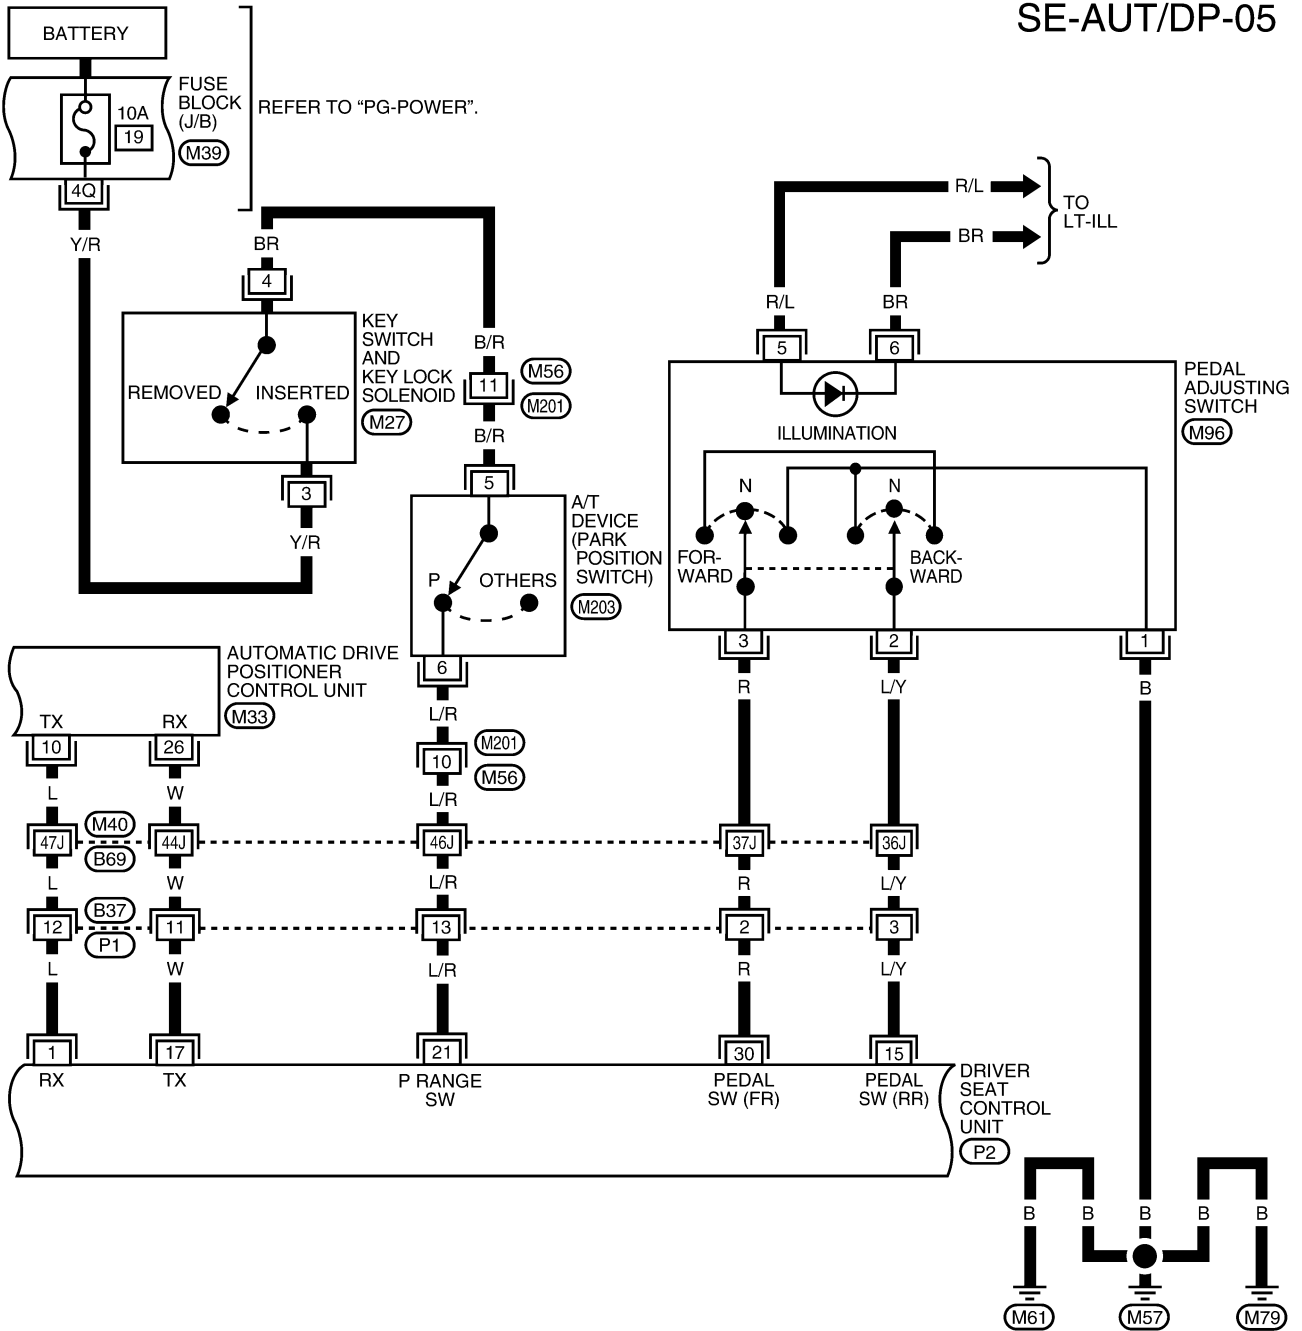 SE-AUT/DP-05
BATTERY
FUSE
BLOCK
(J/B)
M39
10A
19
REFER TO “PG-POWER”.
4Q
Y/R
BR
4
KEY
SWITCH
AND
KEY LOCK
SOLENOID
M27
REMOVED
INSERTED
3
Y/R
B/R
11
M56
M201
B/R
5
A/T
DEVICE
(PARK
POSITION
SWITCH)
M203
P
OTHERS
6
L/R
10
M201
M56
L/R
R/L
BR
TO
LT-ILL
R/L
BR
5
6
PEDAL
ADJUSTING
SWITCH
M96
ILLUMINATION
N
N
FOR-
WARD
BACK-
WARD
3
2
1
R
L/Y
B
AUTOMATIC DRIVE
POSITIONER
CONTROL UNIT
M33
TX
RX
10
26
L
W
47J
M40
B69
44J
46J
37J
36J
L
W
L/R
R
L/Y
12
B37
P1
11
13
2
3
L
W
L/R
R
L/Y
1
17
21
30
15
RX
TX
P RANGE
SW
PEDAL
SW (FR)
PEDAL
SW (RR)
DRIVER
SEAT
CONTROL
UNIT
P2
B
B
B
B
B
M61
M57
M79